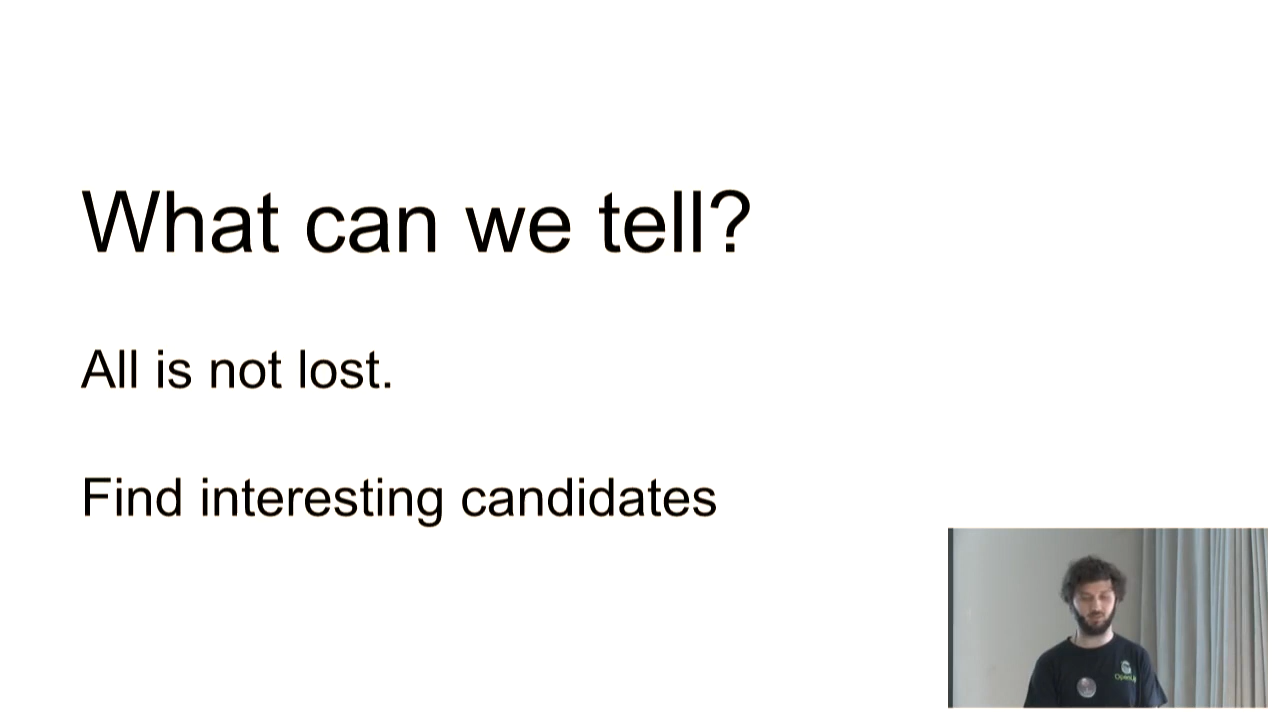 What can we tell?
All is not lost.
Find interesting candidates